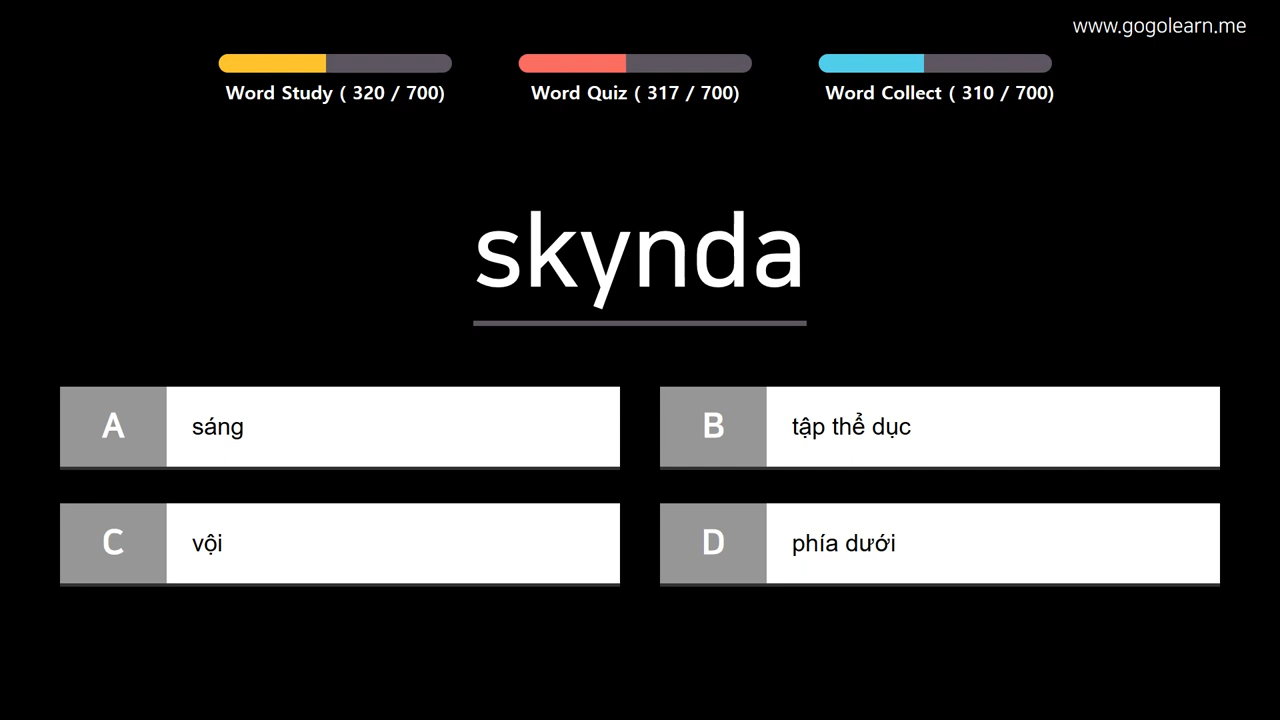 www.gogolearn.me
Word Study ( 320 / 700)
Word Quiz ( 317 / 700)
Word Collect ( 310 / 700)
skynda
A sáng
B tập thể dục
C vội
D phía dưới